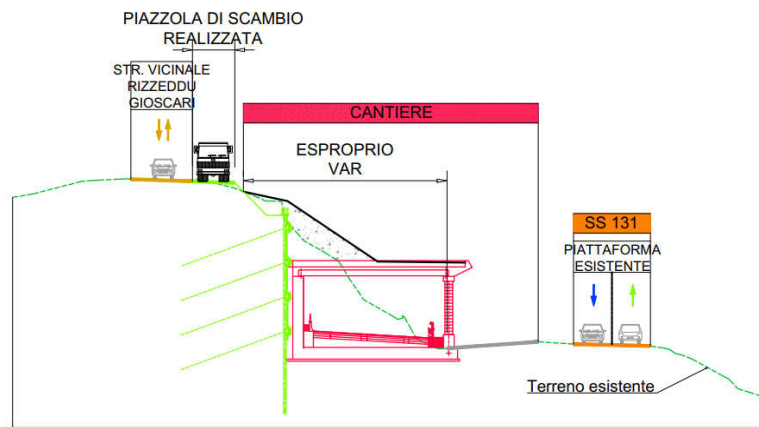 PIAZZOLA DI SCAMBIO
REALIZZATA
STR. VICINALE
RIZZEDDU
GIOSCARI
CANTIERE
ESPROPRIO
VAR
SS 131
PIATTAFORMA
ESISTENTE
Terreno esistente